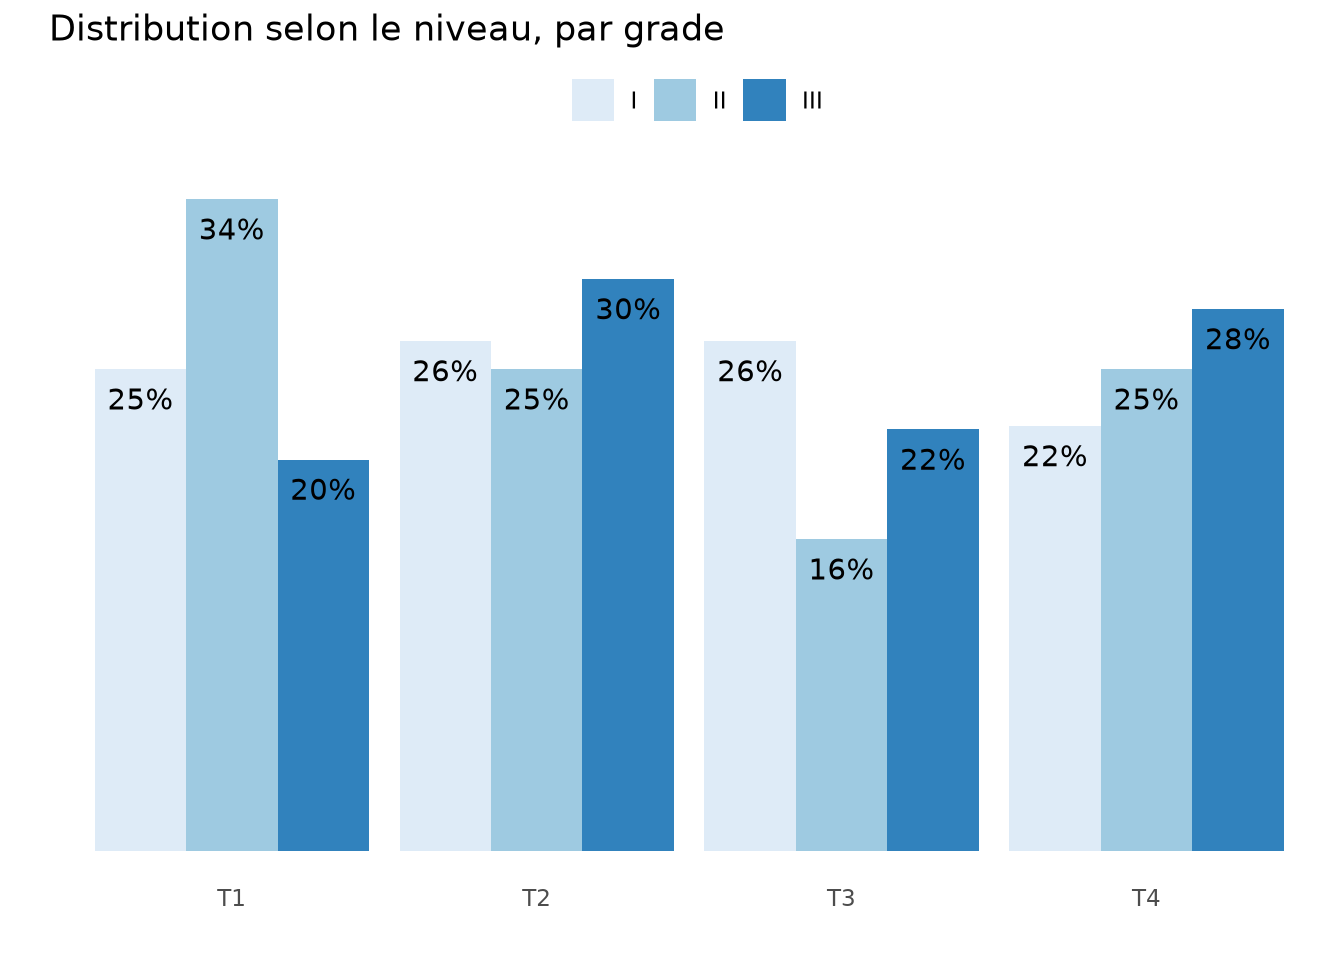 Distribution selon le niveau, par grade
I II III
34%
30%
28%
26% 26%
25% 25% 25%
22% 22%
20%
16%
T1 T2 T3 T4